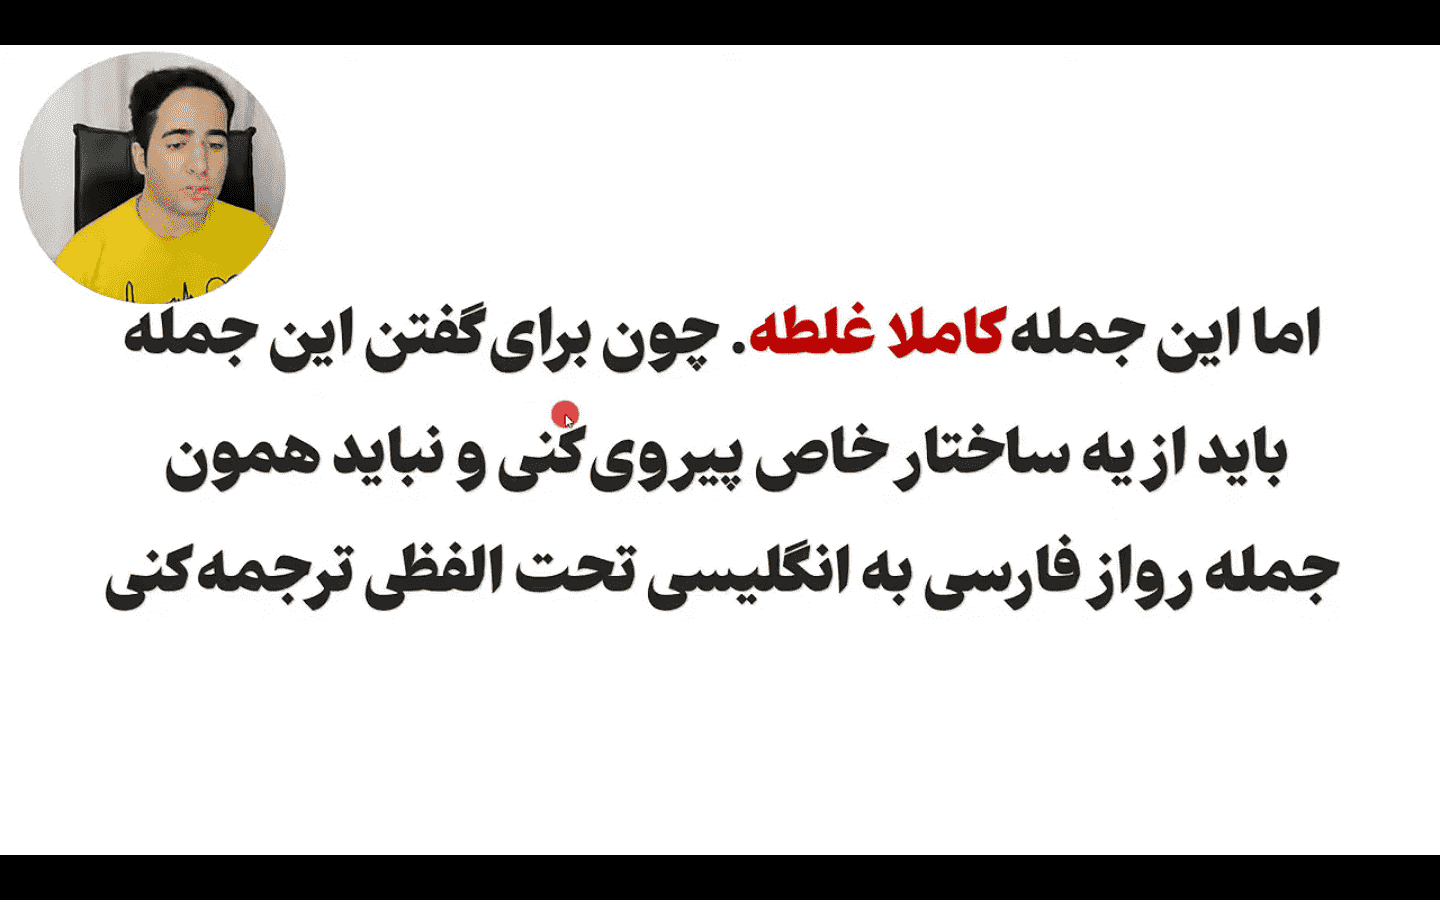 اما این جمله کاملا غلطه. چون برای گفتن این جمله
باید از یه ساختار خاص پیروی کُنی و نباید همون
جمله رو از فارسی به انگلیسی تحت الفظی ترجمه کنی